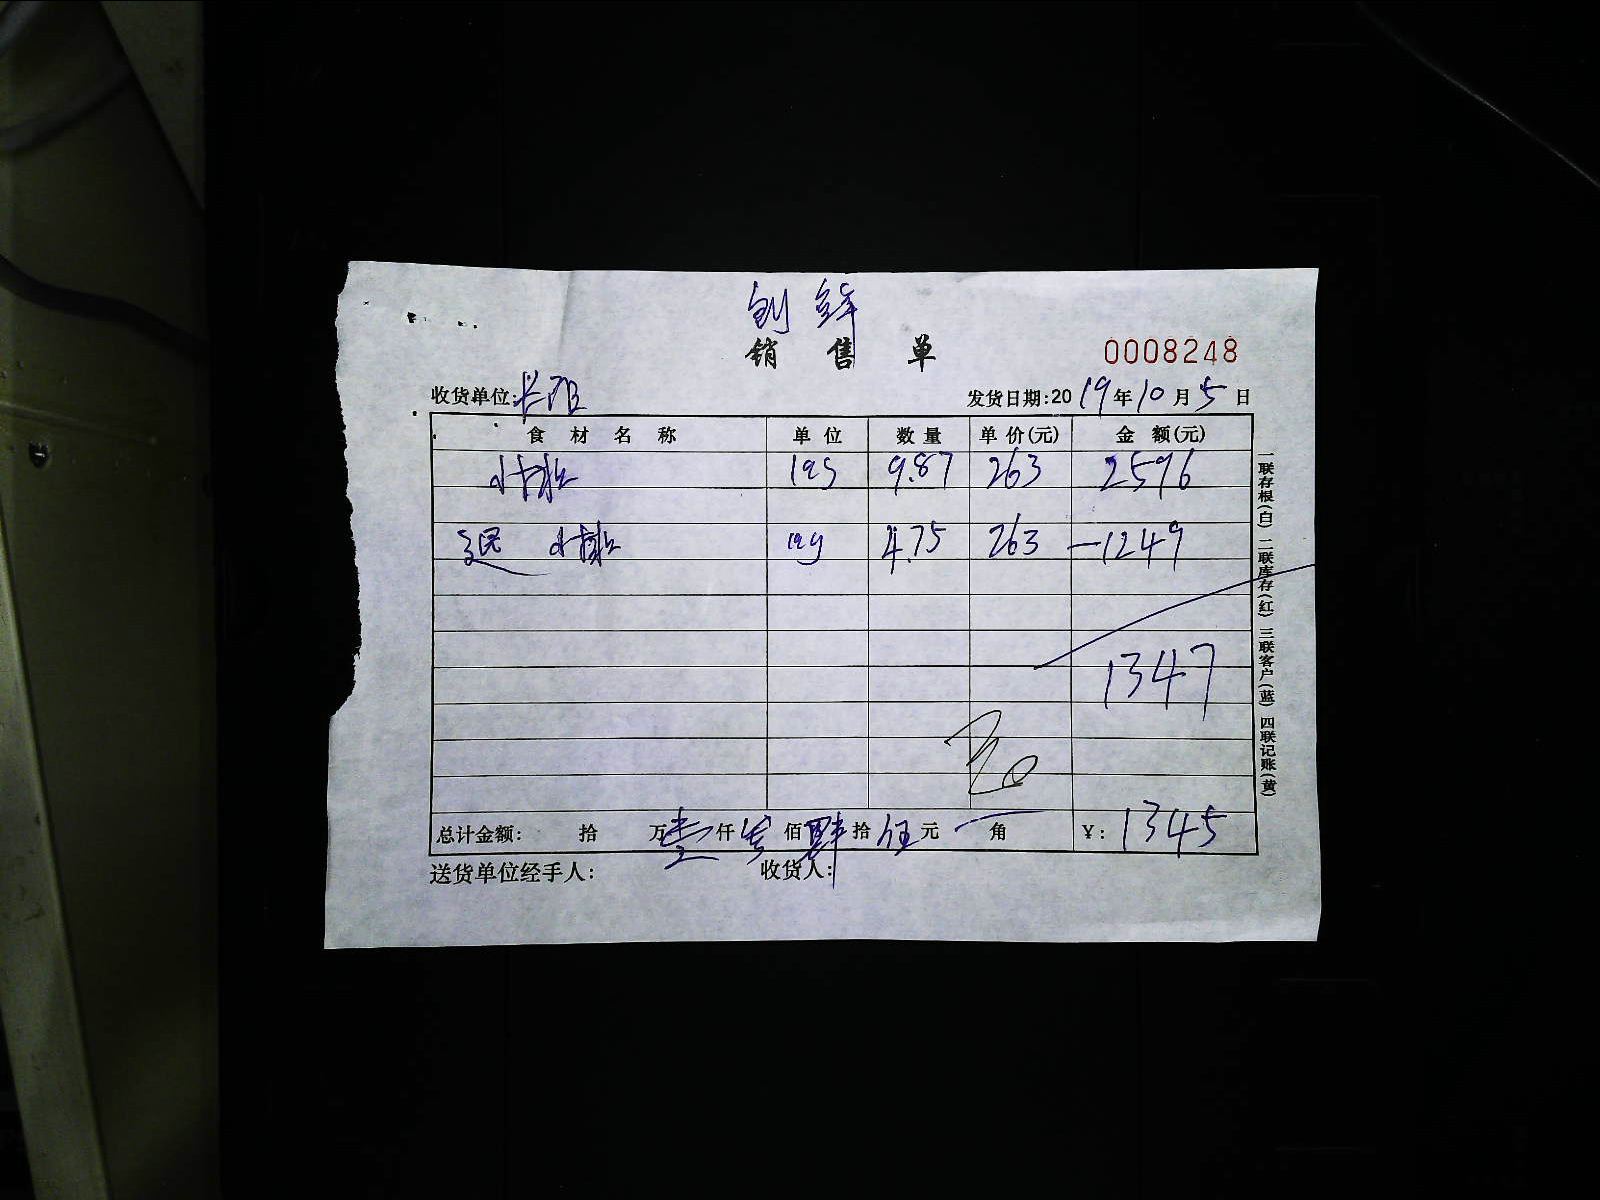 销售单
0008248
收货单位:长阳 发货日期:2019年10月5日
食材名称 单位 数量 单价(元) 金额(元)
小排 kg 9.87 263 2596
退 小排 kg 4.75 263 -1249
1347
总计金额: 拾 万壹仟叁佰肆拾伍元 角 ¥:1345
送货单位经手人: 收货人:
一联存根(白) 二联库存(红) 三联客户(蓝) 四联记账(黄)